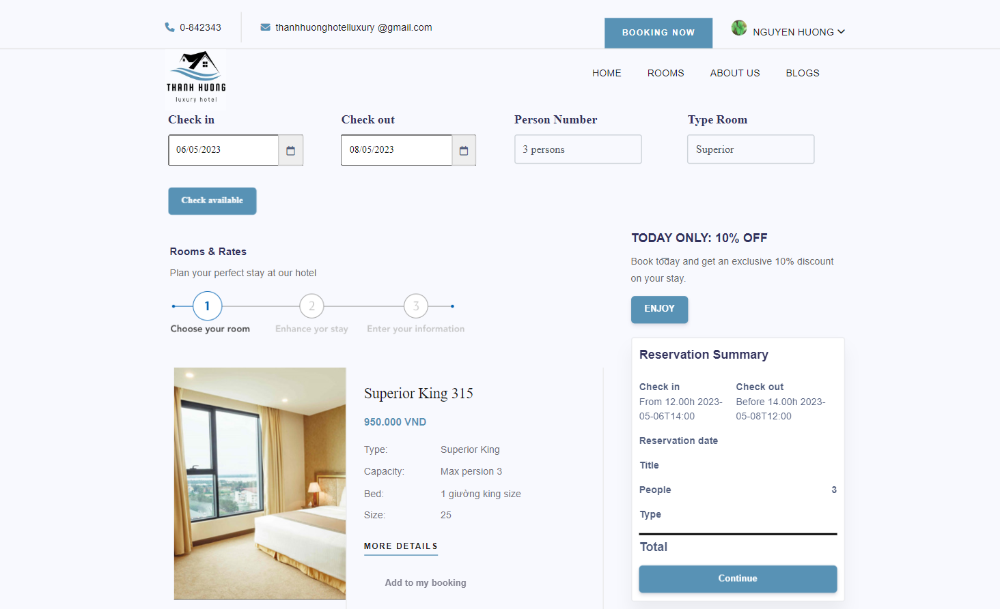 0-842343
thanhhuonghotelluxury @gmail.com
BOOKING NOW
NGUYEN HUONG
THANH HUONG
luxury hotel
HOME
ROOMS
ABOUT US
BLOGS
Check in
Check out
Person Number
Type Room
06/05/2023
08/05/2023
3 persons
Superior
Check available
TODAY ONLY: 10% OFF
Book today and get an exclusive 10% discount
on your stay.
ENJOY
Rooms & Rates
Plan your perfect stay at our hotel
1
2
3
Choose your room
Enhance yor stay
Enter your information
Superior King 315
950.000 VND
Type:
Superior King
Capacity:
Max persion 3
Bed:
1 giường king size
Size:
25
MORE DETAILS
Add to my booking
Reservation Summary
Check in
Check out
From 12.00h 2023-
05-06T14:00
Before 14.00h 2023-
05-08T12:00
Reservation date
Title
People
3
Type
Total
Continue